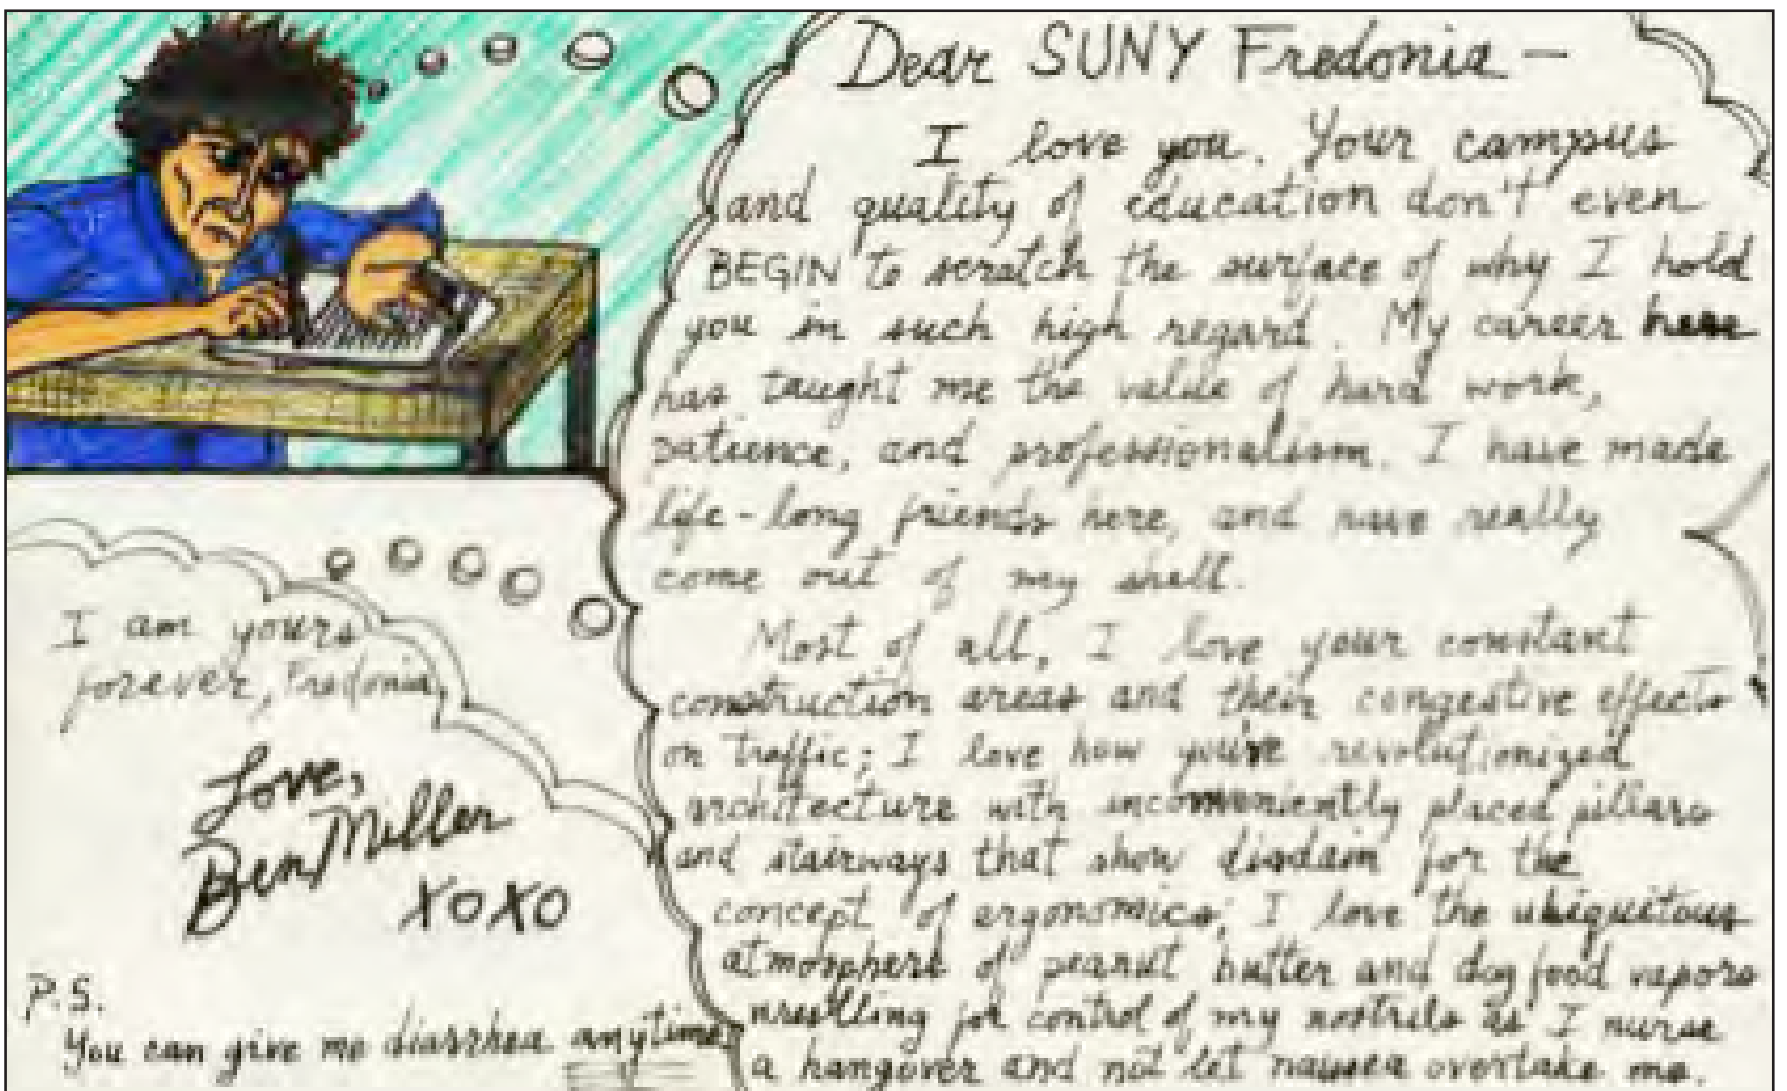 Dear SUNY Fredonia —
I love you. Your campus
and quality of education don't even
BEGIN to scratch the surface of why I hold
you in such high regard. My career here
has taught me the value of hard work,
patience, and professionalism. I have made
life-long friends here, and have really
come out of my shell.
Most of all, I love your constant
construction areas and their congestive effects
on traffic; I love how you've revolutionized
architecture with inconveniently placed pillars
and stairways that show disdain for the
concept of ergonomics; I love the ubiquitous
atmosphere of peanut butter and dog food vapors
wrestling for control of my nostrils as I nurse
a hangover and not let nausea overtake me.
I am yours
forever, Fredonia,
Love,
Ben Miller
XOXO
P.S.
You can give me diarrhea anytime.